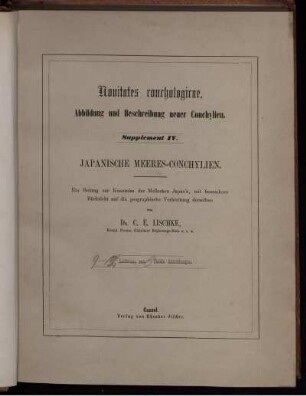 Novitates conchologicae,
Abbildung und Beschreibung neuer Conchylien.
Supplement IV.
JAPANISCHE MEERES-CONCHYLIEN.
Ein Beitrag zur Kenntniss der Mollusken Japan's, mit besonderer
Rücksicht auf die geographische Verbreitung derselben
von
Dr. C. E. LISCHKE,
Cassel.
Verlag von Theodor Fischer.